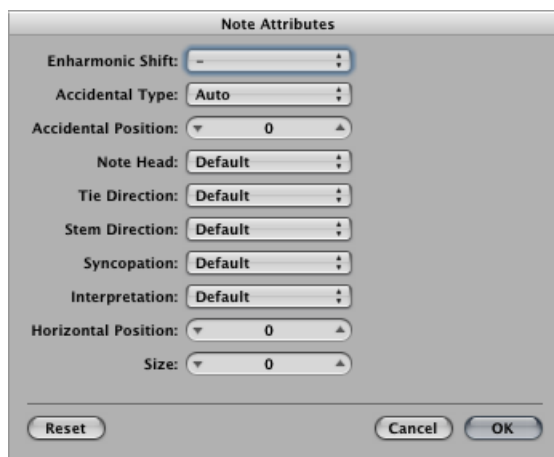 Note Attributes
Enharmonic Shift: –
Accidental Type: Auto
Accidental Position: 0
Note Head: Default
Tie Direction: Default
Stem Direction: Default
Syncopation: Default
Interpretation: Default
Horizontal Position: 0
Size: 0
Reset Cancel OK